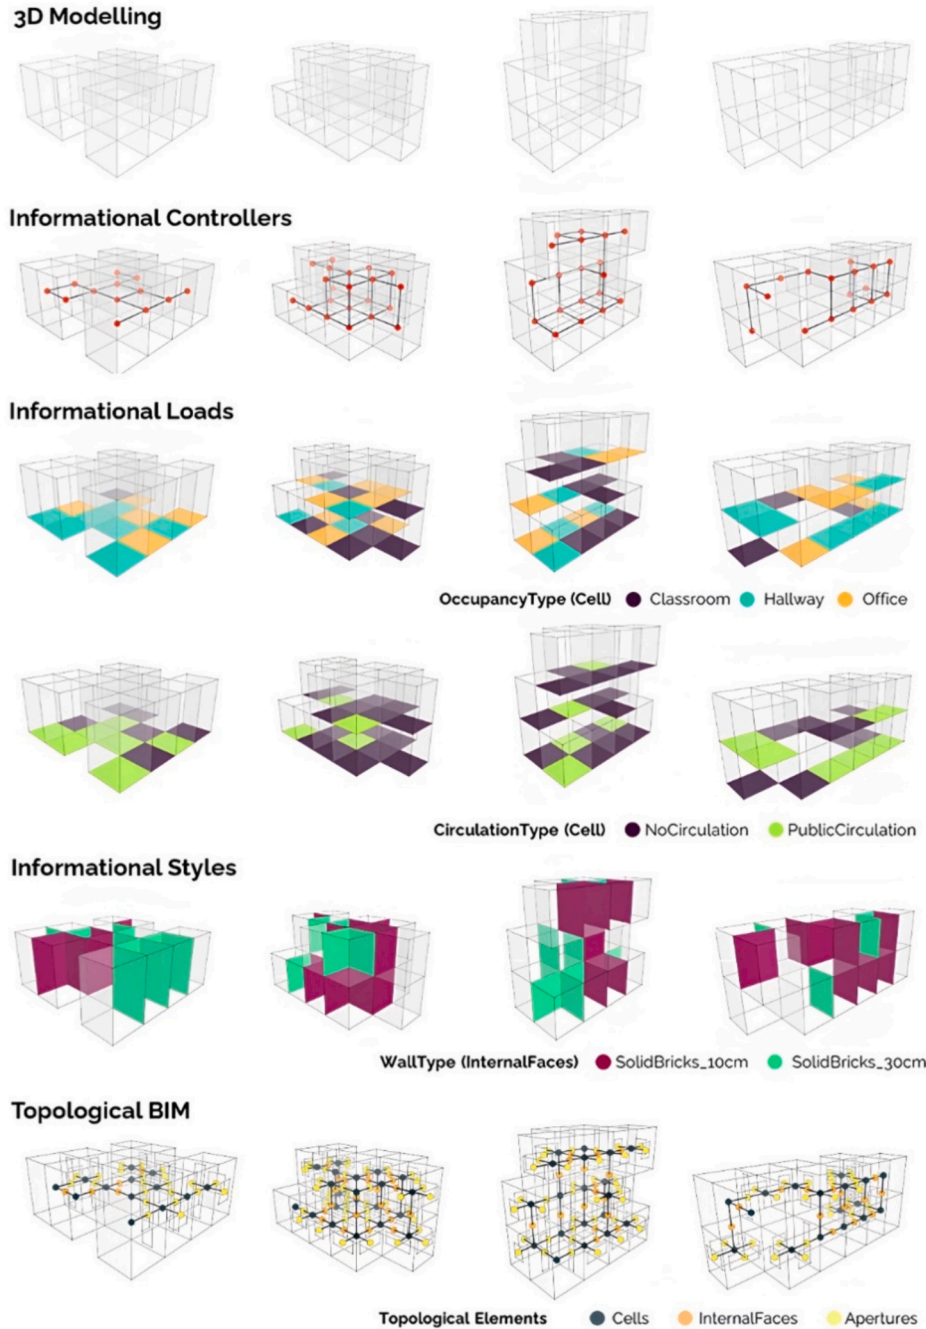 3D Modelling
Informational Controllers
Informational Loads
OccupancyType (Cell) Classroom Hallway Office
CirculationType (Cell) NoCirculation PublicCirculation
Informational Styles
WallType (InternalFaces) SolidBricks_10cm SolidBricks_30cm
Topological BIM
Topological Elements Cells InternalFaces Apertures